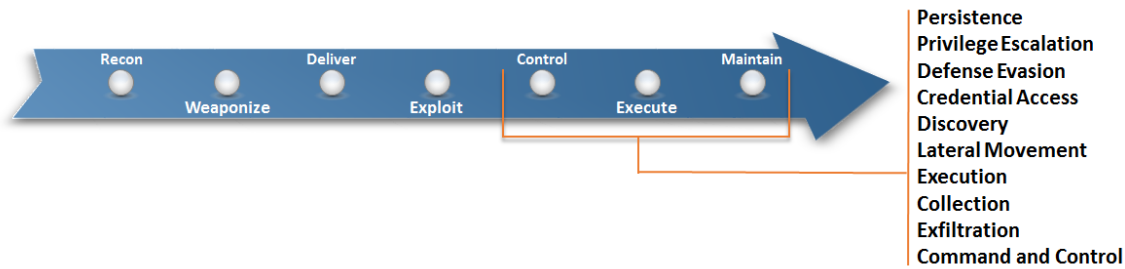 Recon
Weaponize
Deliver
Exploit
Control
Execute
Maintain
Persistence
Privilege Escalation
Defense Evasion
Credential Access
Discovery
Lateral Movement
Execution
Collection
Exfiltration
Command and Control